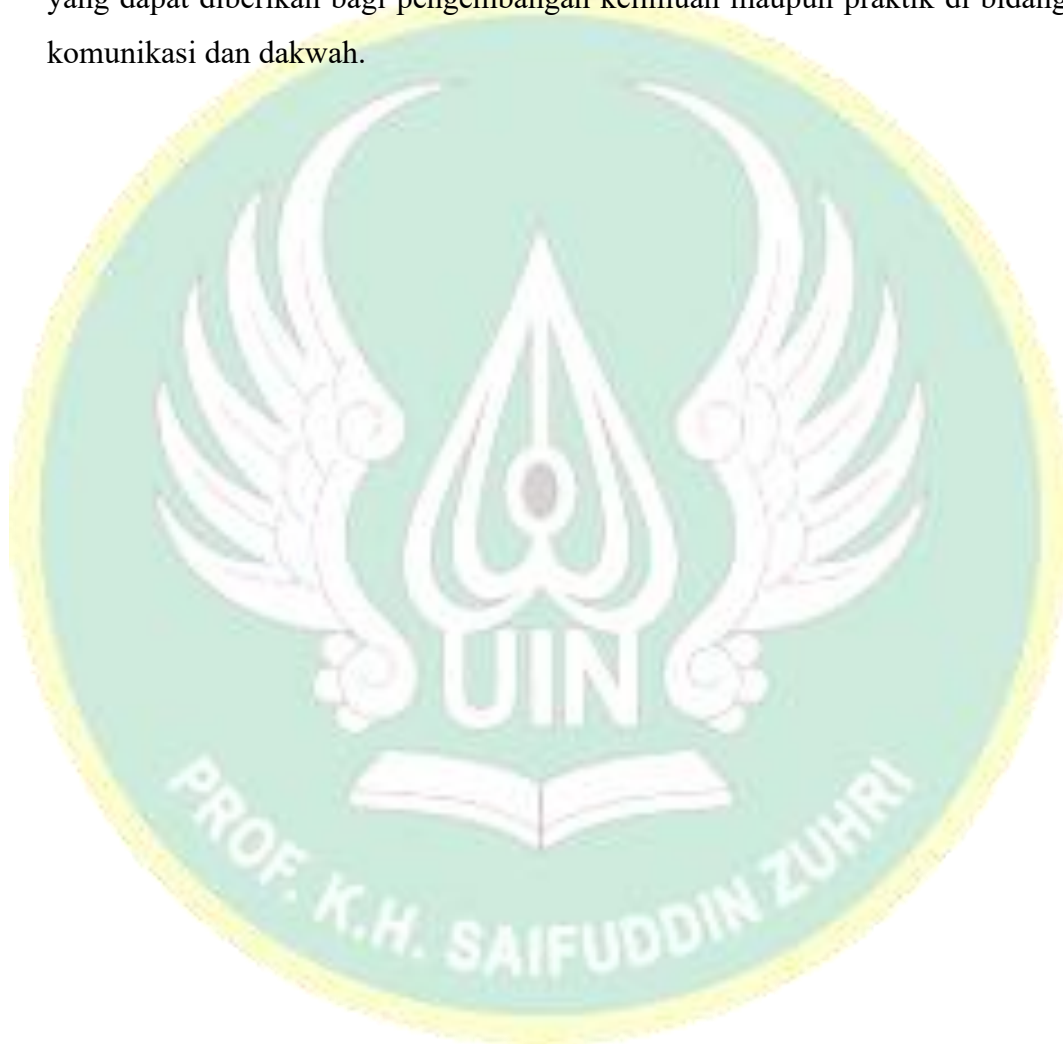 yang dapat diberikan bagi pengembangan keilmuan maupun praktik di bidang
komunikasi dan dakwah.
UIN
PROF. K.H. SAIFUDDIN ZUHRI